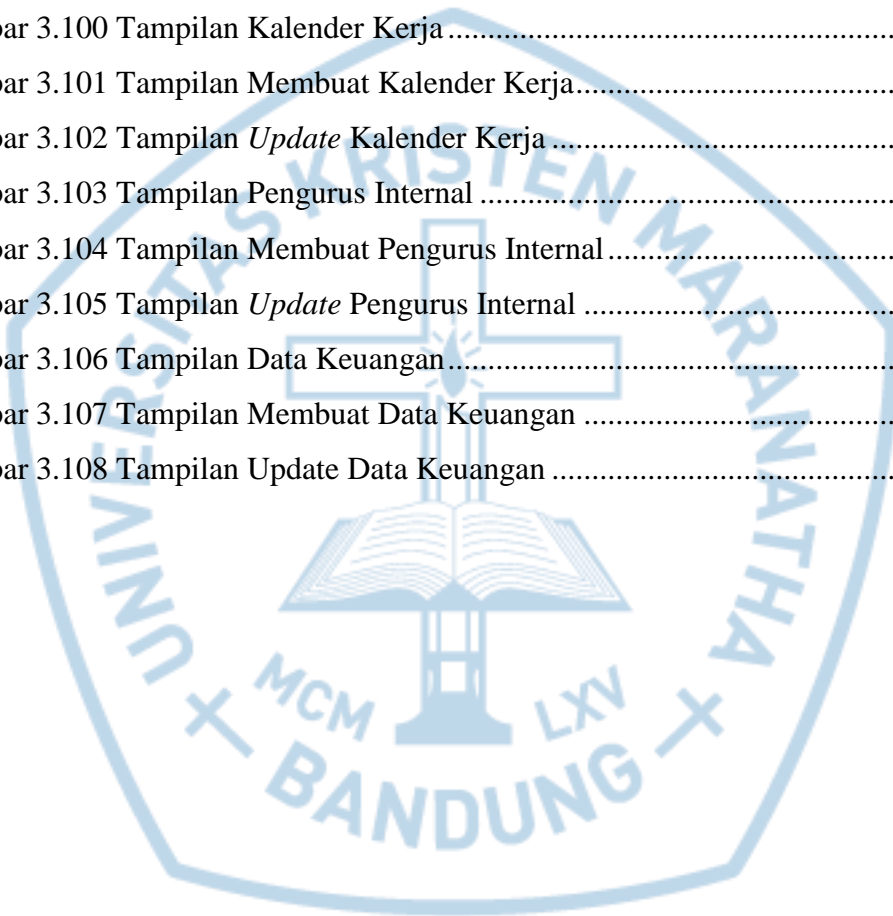 bar 3.100 Tampilan Kalender Kerja ........................................................
bar 3.101 Tampilan Membuat Kalender Kerja........................................
bar 3.102 Tampilan Update Kalender Kerja ...........................................
bar 3.103 Tampilan Pengurus Internal ....................................................
bar 3.104 Tampilan Membuat Pengurus Internal....................................
bar 3.105 Tampilan Update Pengurus Internal .......................................
bar 3.106 Tampilan Data Keuangan........................................................
bar 3.107 Tampilan Membuat Data Keuangan .......................................
bar 3.108 Tampilan Update Data Keuangan ...........................................
UNIVERSITAS KRISTEN MARANATHA
MCM LXV
BANDUNG